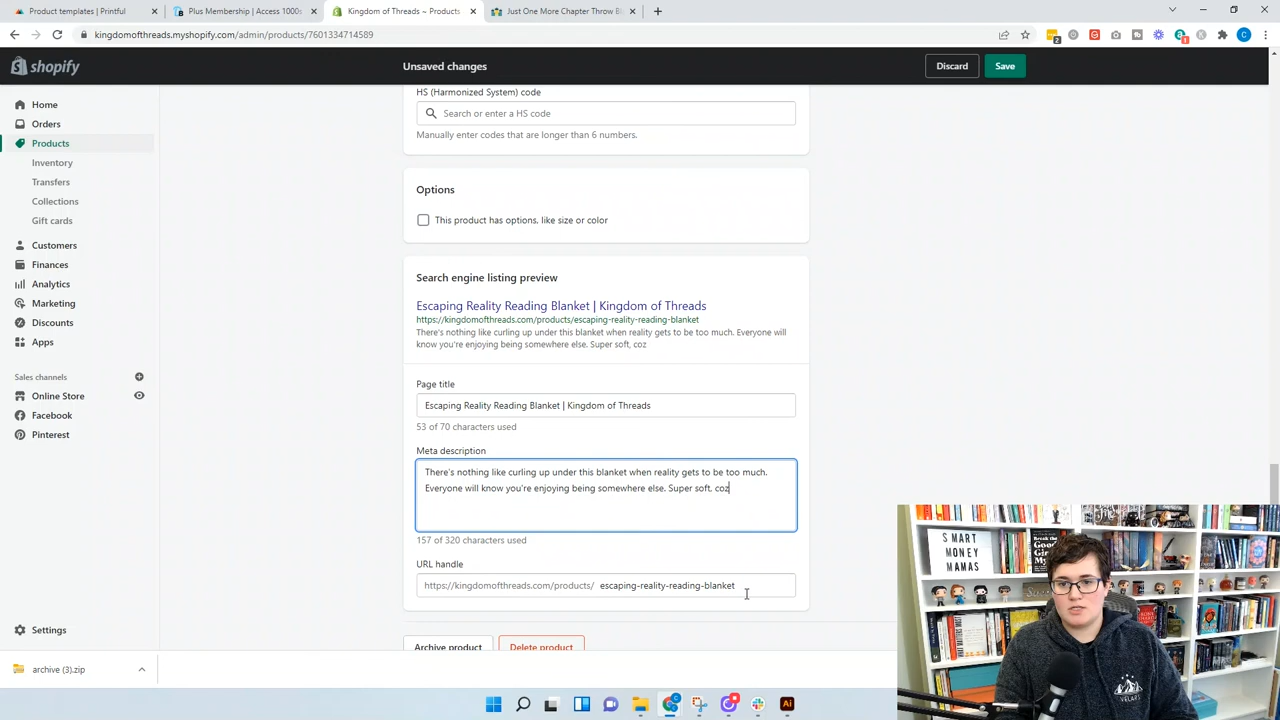 Product templates | Printful
Plus Membership | Access 1000s
Kingdom of Threads ~ Products
Just One More Chapter Throw Bl
kingdomofthreads.myshopify.com/admin/products/7601334714589
shopify
Unsaved changes
Discard
Save
Home
Orders
Products
Inventory
Transfers
Collections
Gift cards
Customers
Finances
Analytics
Marketing
Discounts
Apps
Sales channels
Online Store
Facebook
Pinterest
Settings
HS (Harmonized System) code
Search or enter a HS code
Manually enter codes that are longer than 6 numbers.
Options
This product has options, like size or color
Search engine listing preview
Escaping Reality Reading Blanket | Kingdom of Threads
https://kingdomofthreads.com/products/escaping-reality-reading-blanket
There's nothing like curling up under this blanket when reality gets to be too much. Everyone will
know you're enjoying being somewhere else. Super soft, coz
Page title
Escaping Reality Reading Blanket | Kingdom of Threads
53 of 70 characters used
Meta description
There's nothing like curling up under this blanket when reality gets to be too much.
Everyone will know you're enjoying being somewhere else. Super soft, coz
157 of 320 characters used
URL handle
https://kingdomofthreads.com/products/ escaping-reality-reading-blanket
Archive product
Delete product
archive (3).zip
SMART
MONEY
MAMAS
Break the
Good
Girl
VELARIS